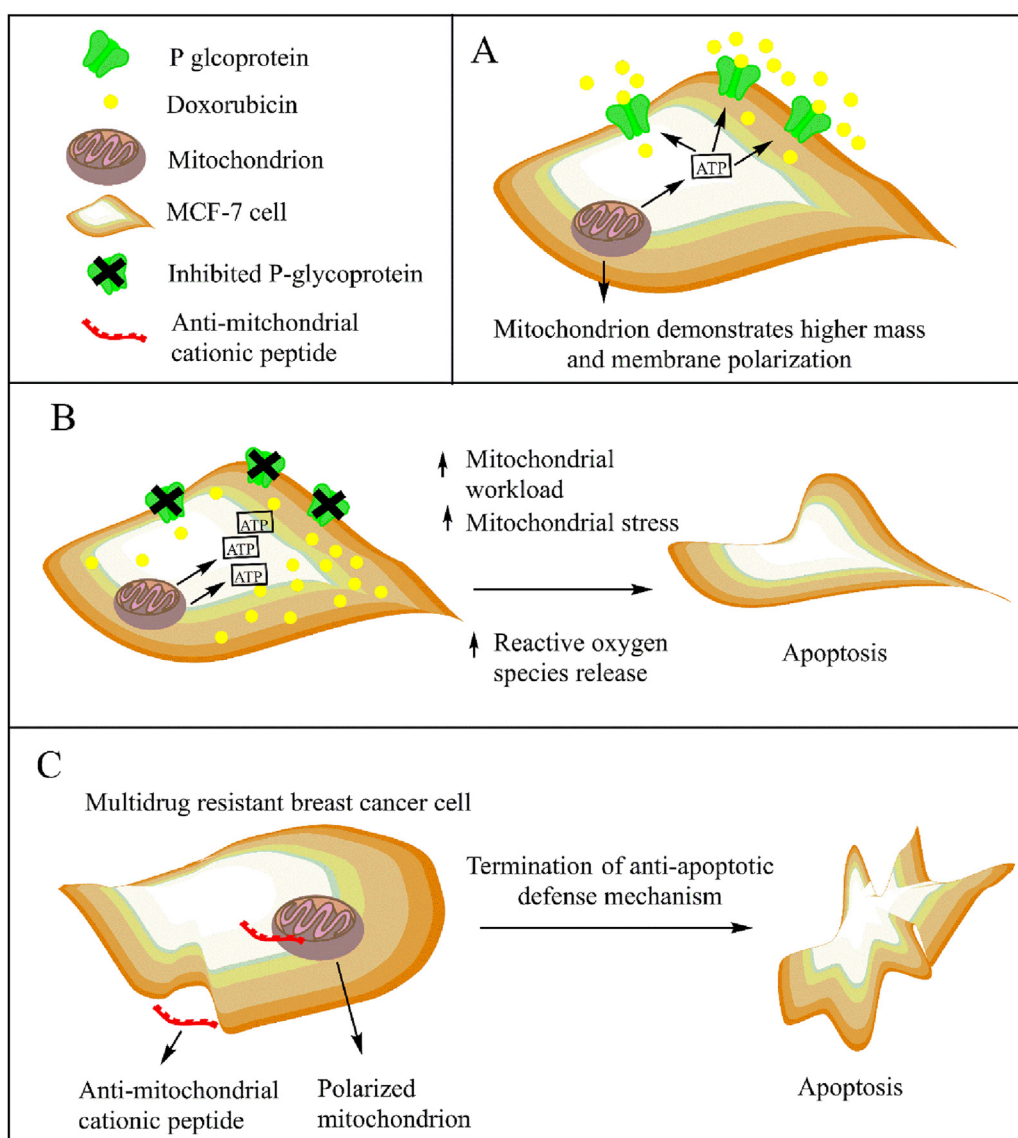 P glcoprotein
Doxorubicin
Mitochondrion
MCF-7 cell
Inhibited P-glycoprotein
Anti-mitchondrial
cationic peptide
A
ATP
Mitochondrion demonstrates higher mass
and membrane polarization
B
ATP
ATP
ATP
Mitochondrial
workload
Mitochondrial stress
Reactive oxygen
species release
Apoptosis
C
Multidrug resistant breast cancer cell
Termination of anti-apoptotic
defense mechanism
Anti-mitochondrial
cationic peptide
Polarized
mitochondrion
Apoptosis